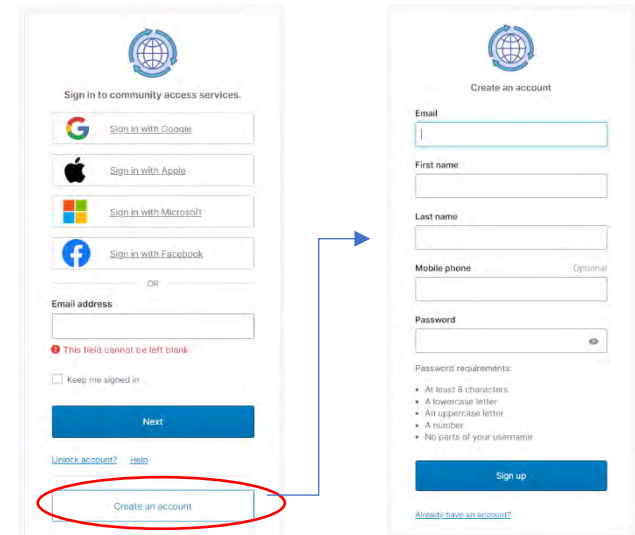 Sign in to community access services.
Sign in with Google
Sign in with Apple
Sign in with Microsoft
Sign in with Facebook
OR
Email address
This field cannot be left blank
Keep me signed in
Next
Unlock account? Help
Create an account
Create an account
Email
First name
Last name
Mobile phone Optional
Password
Password requirements:
• At least 8 characters
• A lowercase letter
• An uppercase letter
• A number
• No parts of your username
Sign up
Already have an account?